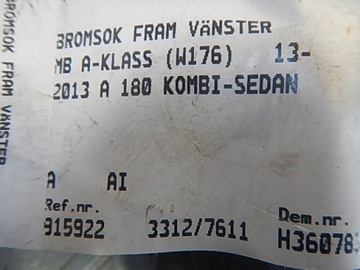 BROMSOK FRAM VÄNSTER
MB A-KLASS (W176) 13-
2013 A 180 KOMBI-SEDAN
A AI
Ref.nr.
915922 3312/7611
Dem.nr.
H36078
BROMSOK FRAM VÄNSTER